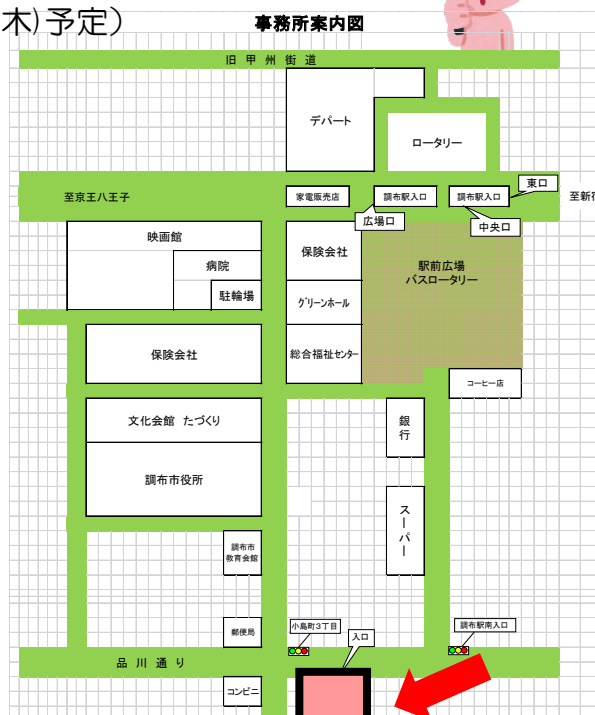 木)予定）
事務所案内図
旧 甲 州 街 道
デパート
ロータリー
東口
至京王八王子
家電販売店
調布駅入口
調布駅入口
至新宿
広場口
中央口
映画館
保険会社
病院
駅前広場
バスロータリー
駐輪場
グリーンホール
保険会社
総合福祉センター
コーヒー店
文化会館 たづくり
銀行
調布市役所
スーパー
調布市
教育会館
郵便局
小島町3丁目
入口
調布駅南入口
品 川 通 り
コンビニ